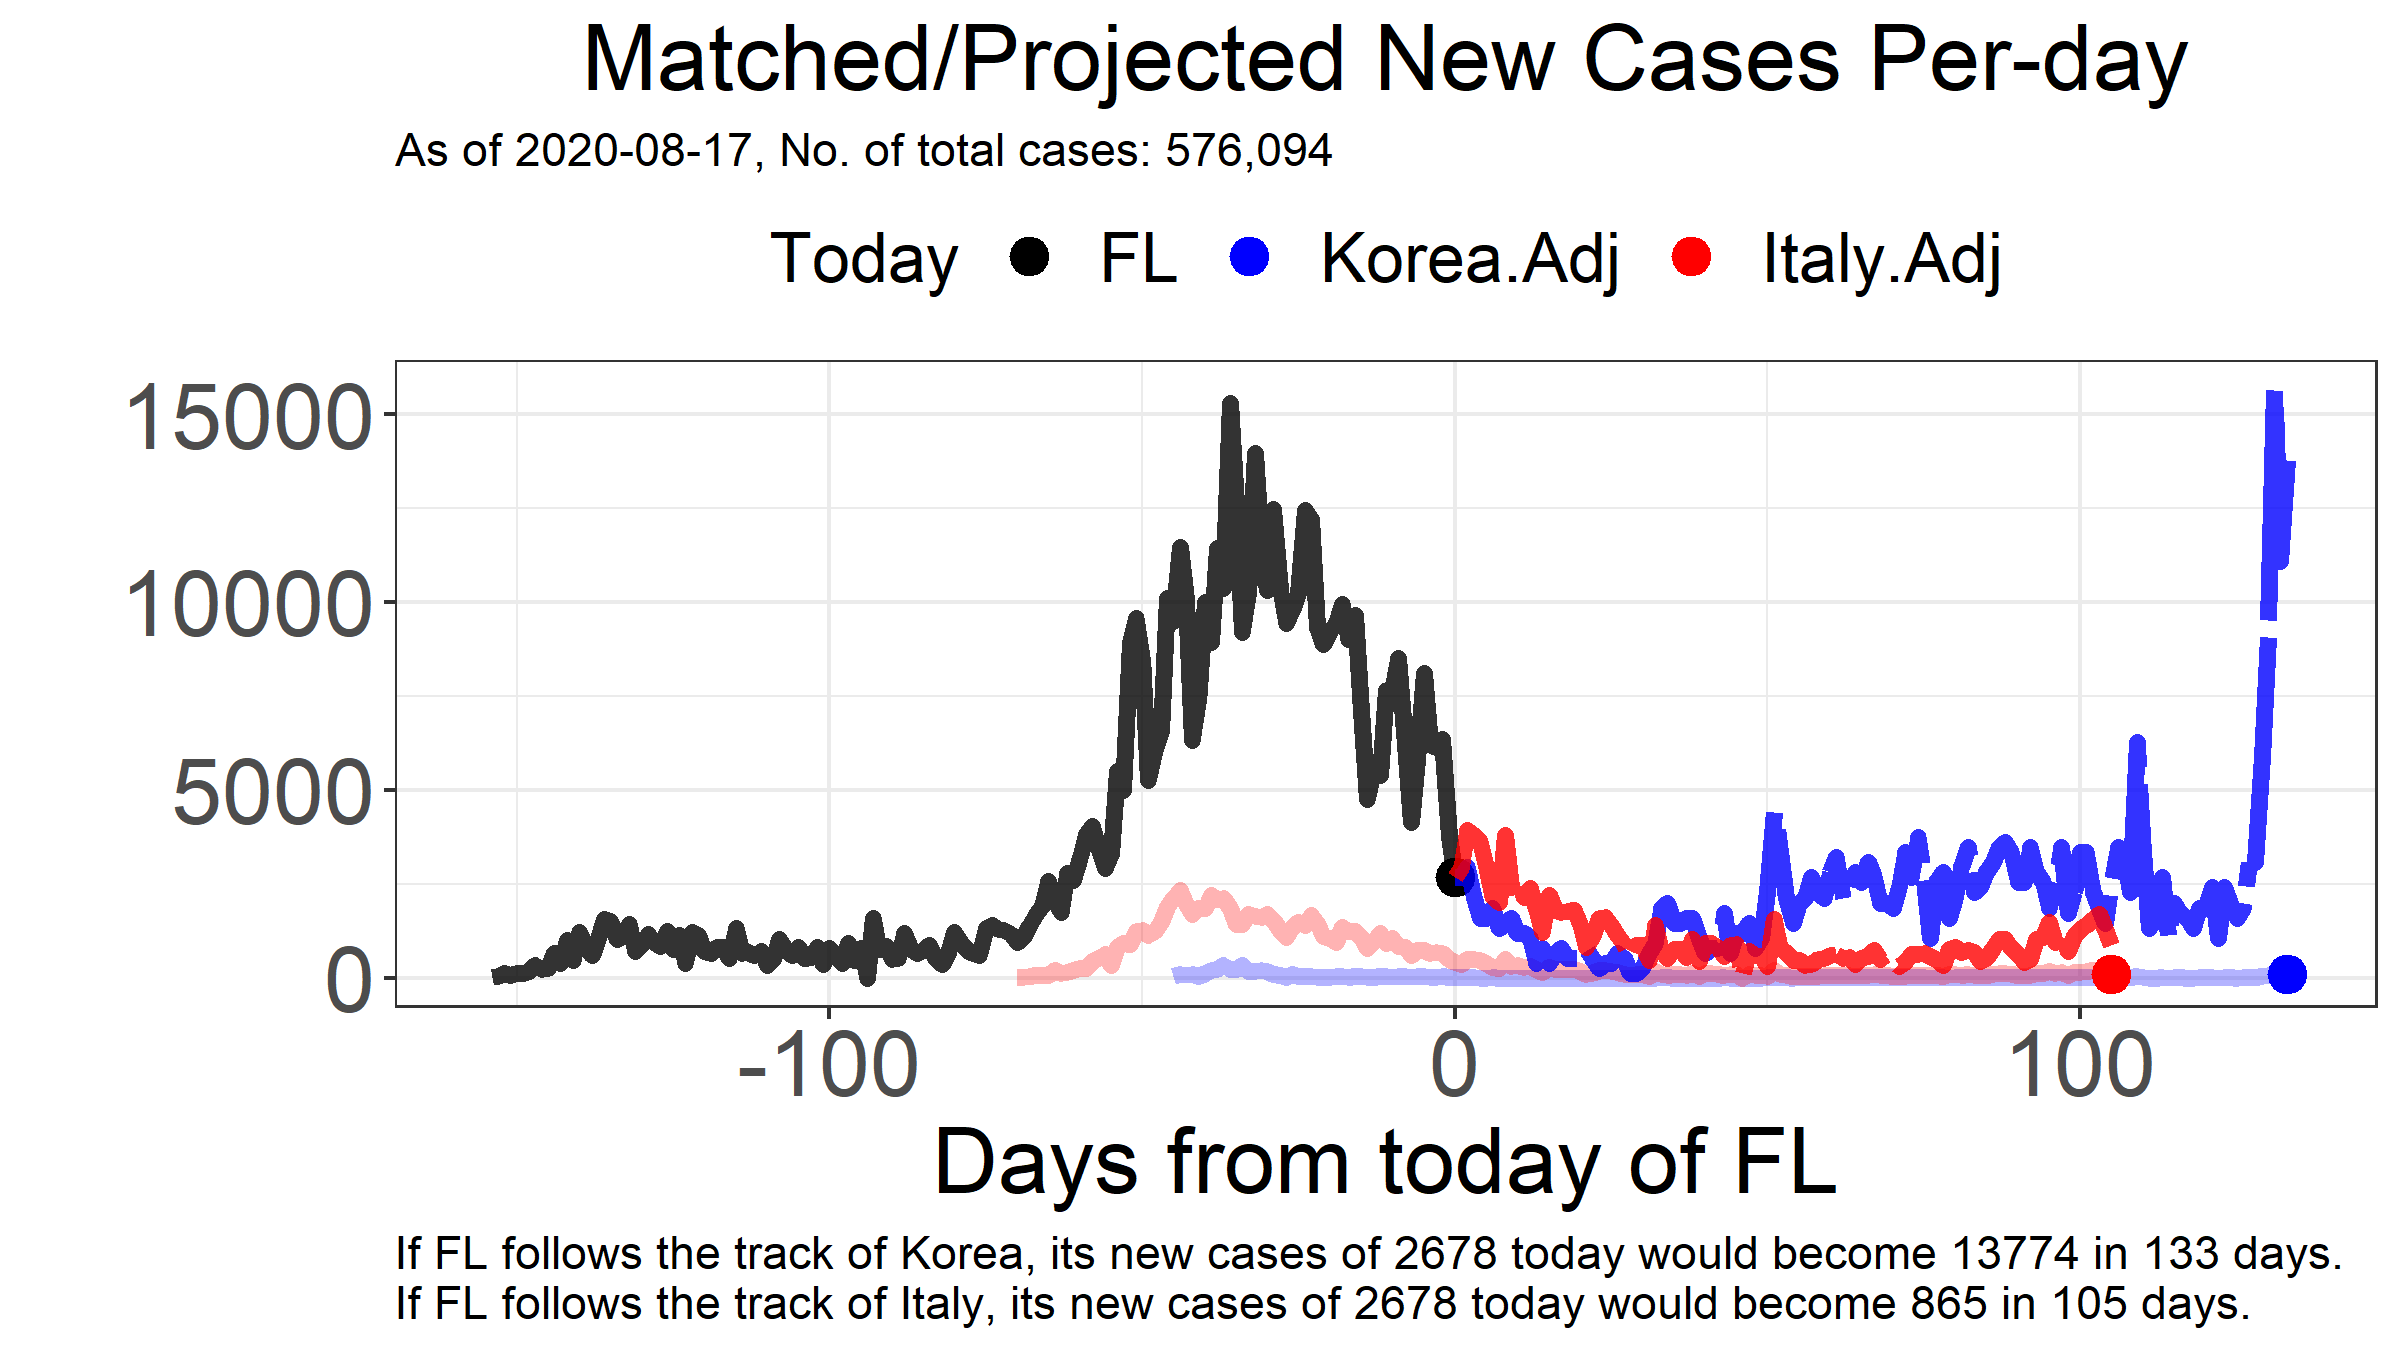 Matched/Projected New Cases Per-day
As of 2020-08-17, No. of total cases: 576,094
Today FL Korea.Adj Italy.Adj
15000
10000
5000
0
-100 0 100
Days from today of FL
If FL follows the track of Korea, its new cases of 2678 today would become 13774 in 133 days.
If FL follows the track of Italy, its new cases of 2678 today would become 865 in 105 days.